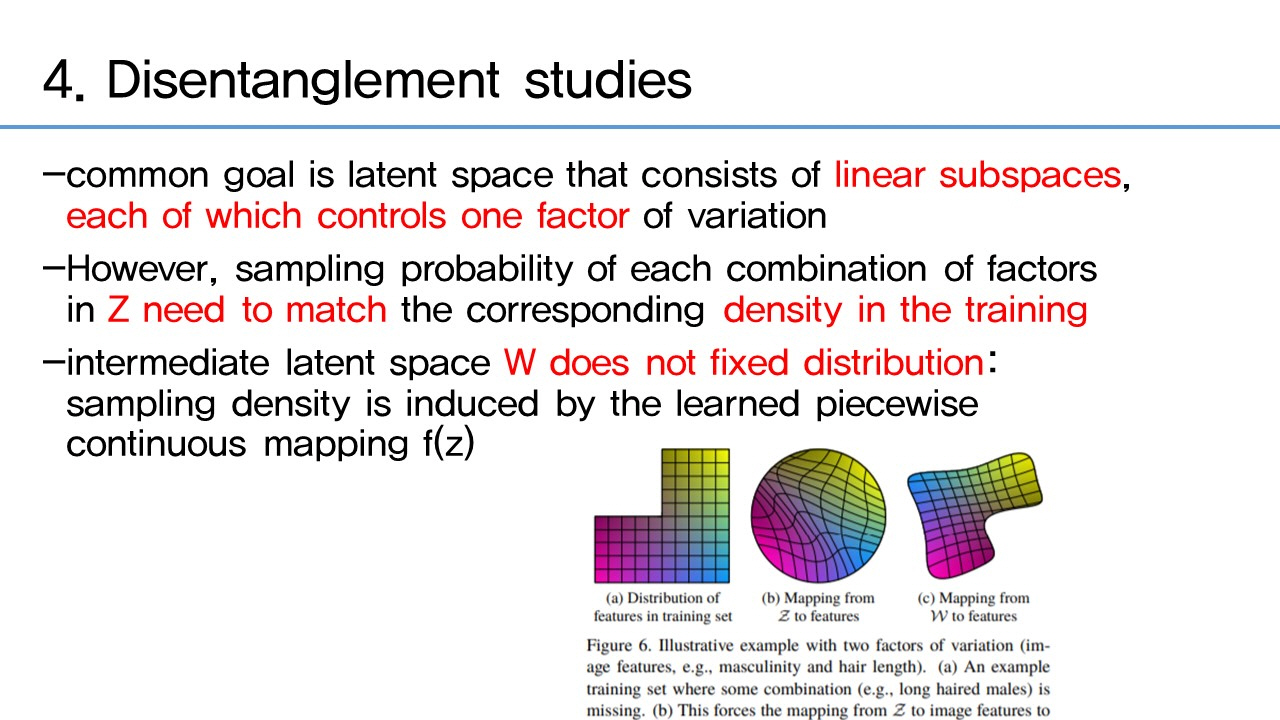 4. Disentanglement studies
–common goal is latent space that consists of linear subspaces,
each of which controls one factor of variation
–However, sampling probability of each combination of factors
in Z need to match the corresponding density in the training
–intermediate latent space W does not fixed distribution:
sampling density is induced by the learned piecewise
continuous mapping f(z)
(a) Distribution of
features in training set
(b) Mapping from
Z to features
(c) Mapping from
W to features
Figure 6. Illustrative example with two factors of variation (im-
age features, e.g., masculinity and hair length). (a) An example
training set where some combination (e.g., long haired males) is
missing. (b) This forces the mapping from Z to image features to